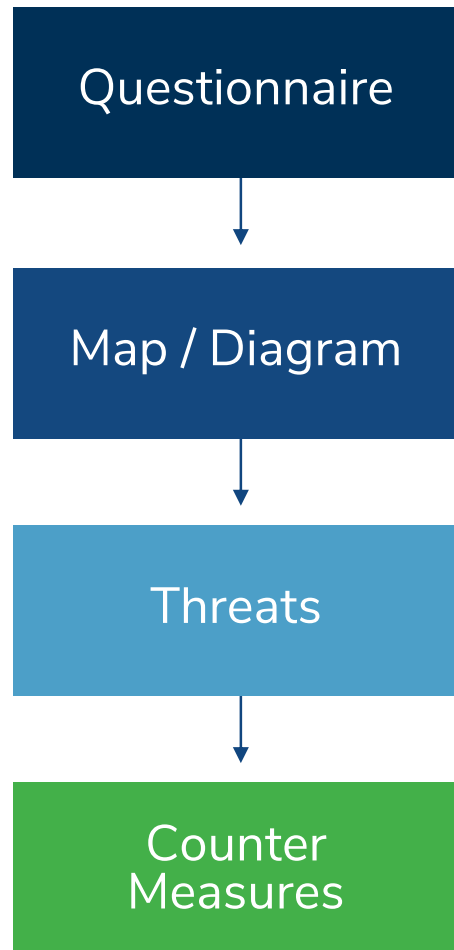 Questionnaire
Map / Diagram
Threats
Counter
Measures